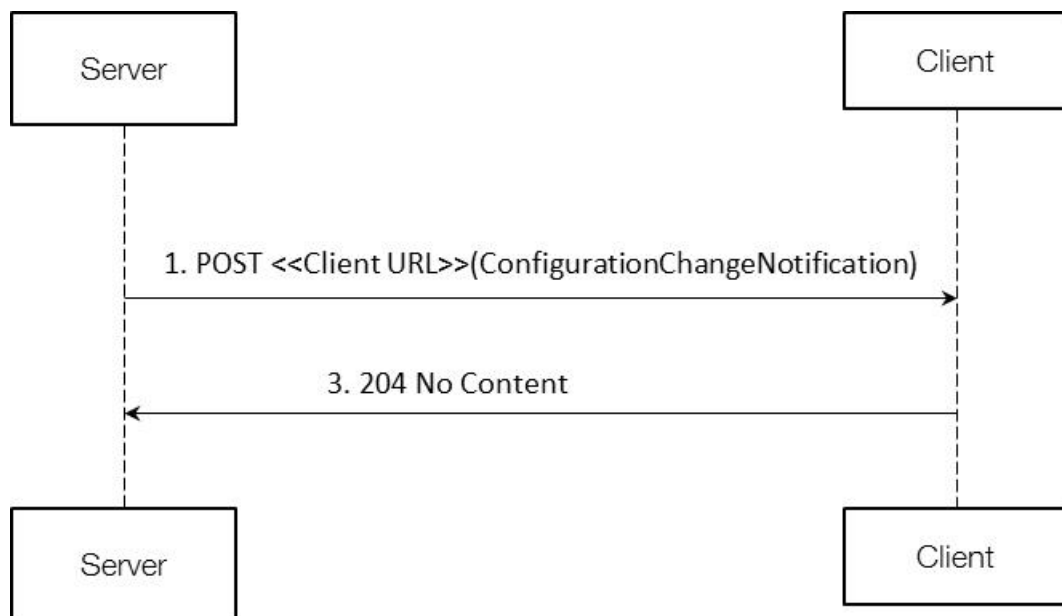 Server
Client
1. POST <<Client URL>>(ConfigurationChangeNotification)
3. 204 No Content
Server
Client